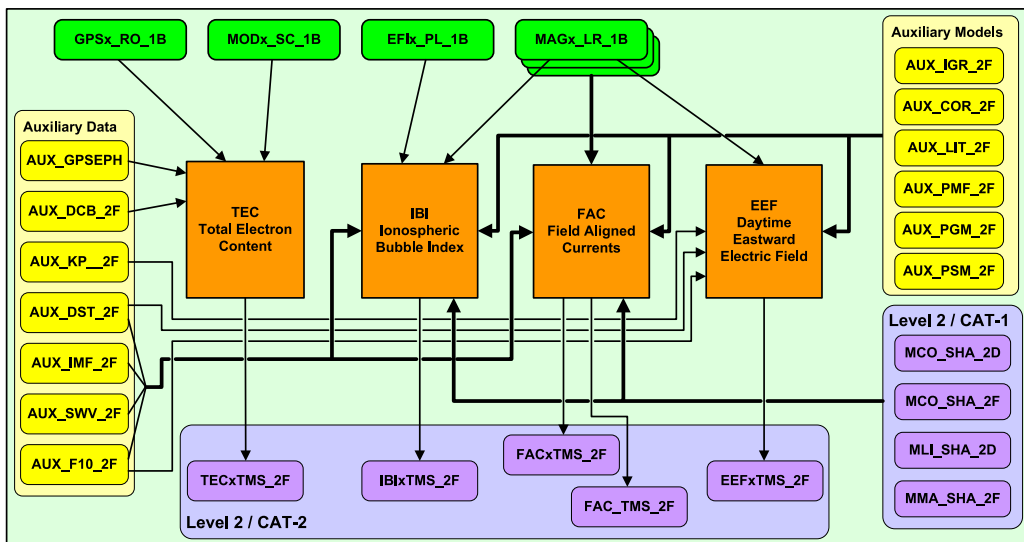 GPSx_RO_1B
MODx_SC_1B
EFIx_PL_1B
MAGx_LR_1B
Auxiliary Models
AUX_IGR_2F
AUX_COR_2F
AUX_LIT_2F
AUX_PMF_2F
AUX_PGM_2F
AUX_PSM_2F
Auxiliary Data
AUX_GPSEPH
AUX_DCB_2F
AUX_KP__2F
AUX_DST_2F
AUX_IMF_2F
AUX_SWV_2F
AUX_F10_2F
TEC
Total Electron
Content
IBI
Ionospheric
Bubble Index
FAC
Field Aligned
Currents
EEF
Daytime
Eastward
Electric Field
Level 2 / CAT-1
MCO_SHA_2D
MCO_SHA_2F
MLI_SHA_2D
MMA_SHA_2F
TECxTMS_2F
IBIxTMS_2F
FACxTMS_2F
FAC_TMS_2F
EEFxTMS_2F
Level 2 / CAT-2